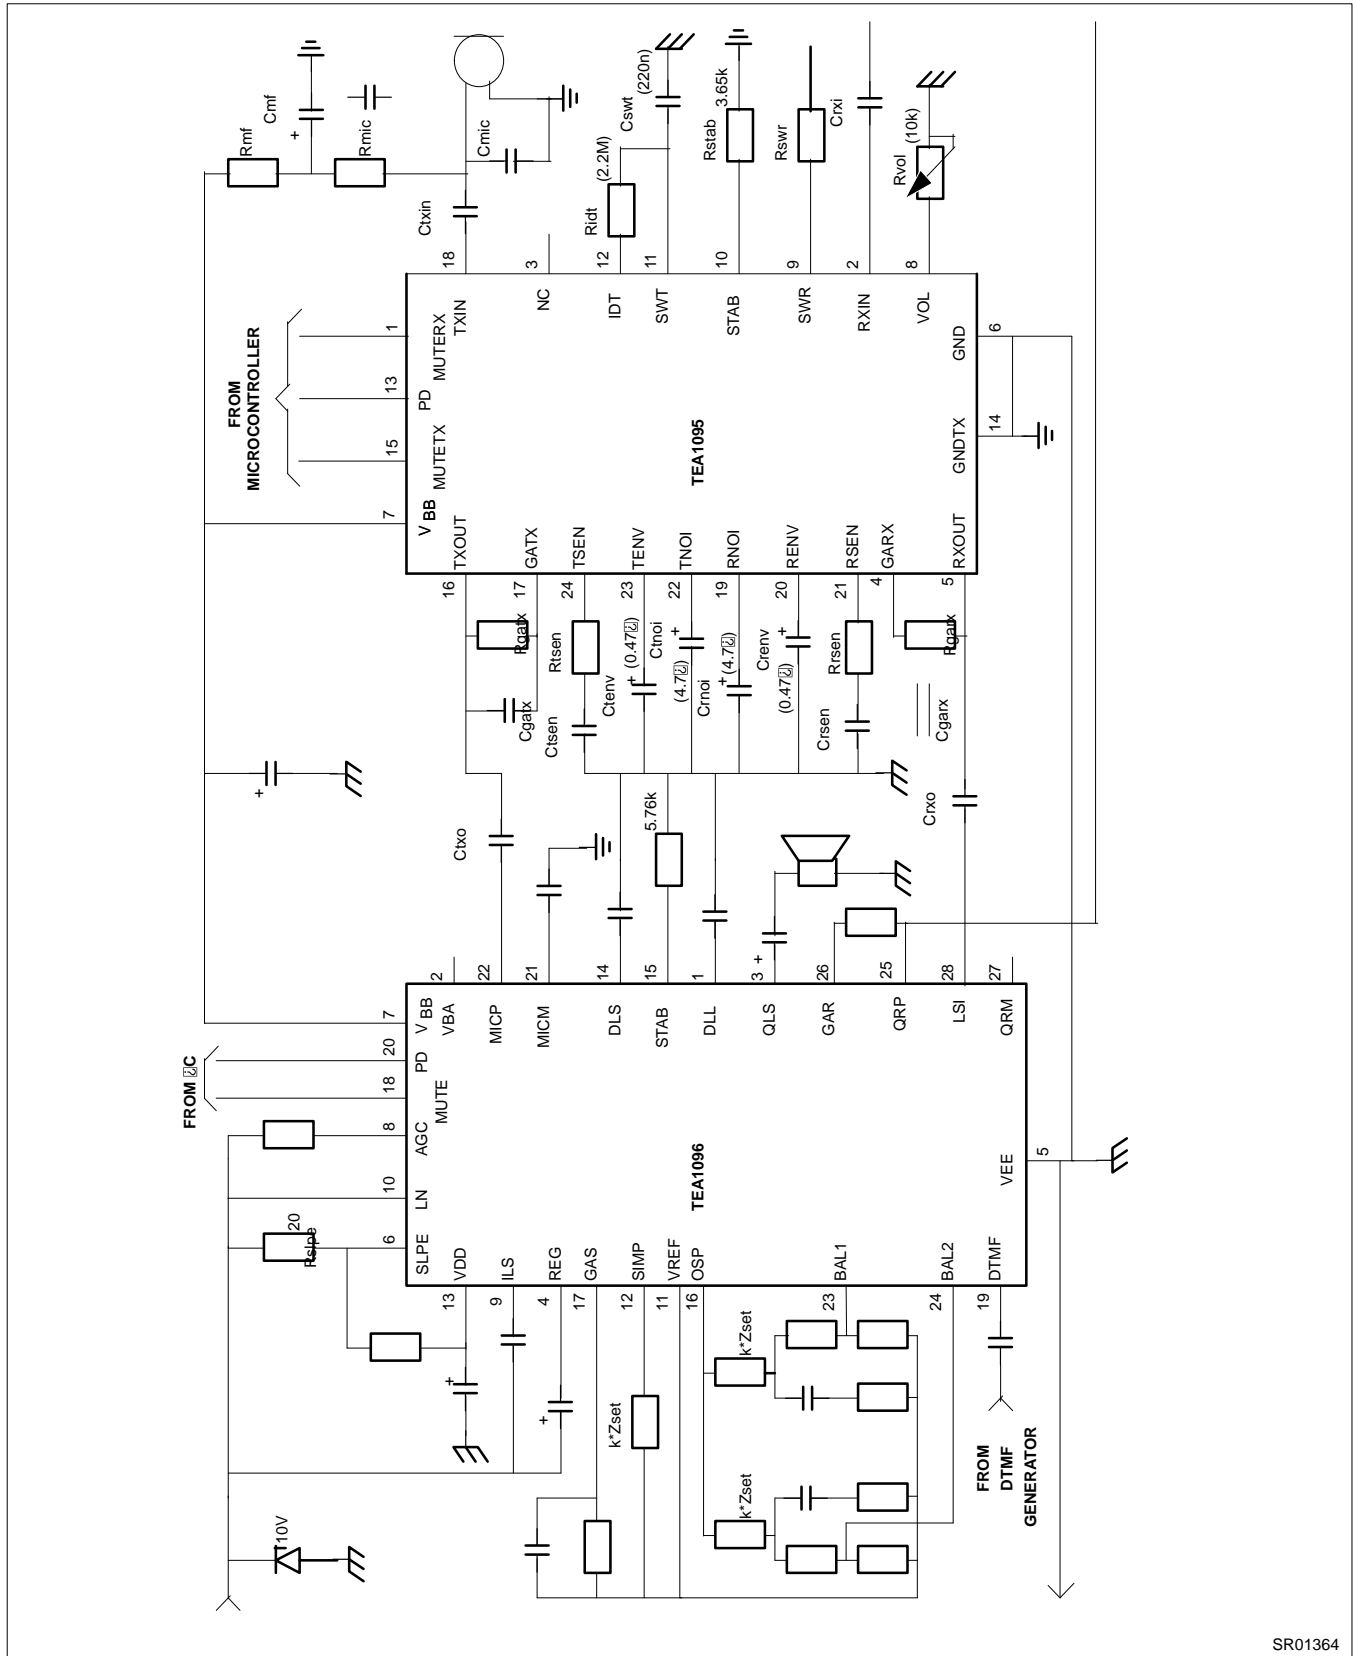 Rmf
Cmf
+
Rmic
Cmic
Ctxin
Ridt
(2.2M)
Cswt
(220n)
Rstab
3.65k
Rswr
Crxi
Rvol
(10k)
FROM
MICROCONTROLLER
18
3
12
11
10
9
2
8
TXIN
NC
IDT
SWT
STAB
SWR
RXIN
VOL
1
MUTERX
13
PD
15
MUTETX
7
V BB
TEA1095
6
GND
14
GNDTX
TXOUT
GATX
TSEN
TENV
TNOI
RNOI
RENV
RSEN
GARX
RXOUT
16
17
24
23
22
19
20
21
4
5
Rgatx
Cgatx
Rtsen
Ctsen
Ctenv
+ (0.47⍰)
Ctnoi
+
(4.7⍰)
Crnoi
+ (4.7⍰)
Crenv
+
(0.47⍰)
Rrsen
Crsen
Rgarx
Cgarx
+
Ctxo
5.76k
Crxo
+
2
22
21
14
15
1
3
26
25
28
27
VBA
MICP
MICM
DLS
STAB
DLL
QLS
GAR
QRP
LSI
QRM
7
V BB
FROM ⍰C
20
PD
18
MUTE
8
AGC
10
LN
20
Rslpe
6
SLPE
TEA1096
5
VEE
VDD
ILS
REG
GAS
SIMP
VREF
OSP
BAL1
BAL2
DTMF
13
9
4
17
12
11
16
23
24
19
+
+
k*Zset
k*Zset
k*Zset
FROM
DTMF
GENERATOR
10V
SR01364